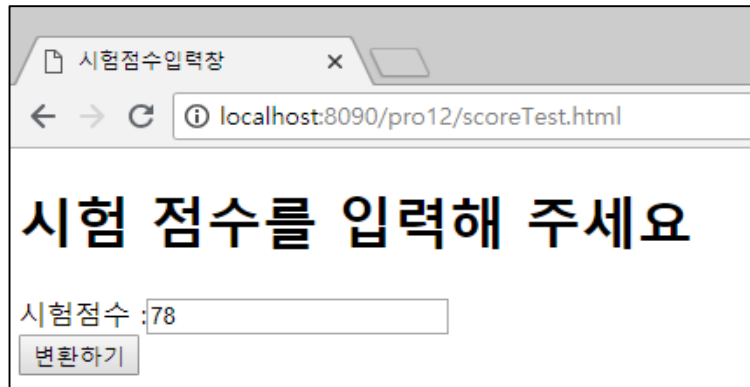 시험점수입력창
localhost:8090/pro12/scoreTest.html
시험 점수를 입력해 주세요
시험점수 :78
변환하기